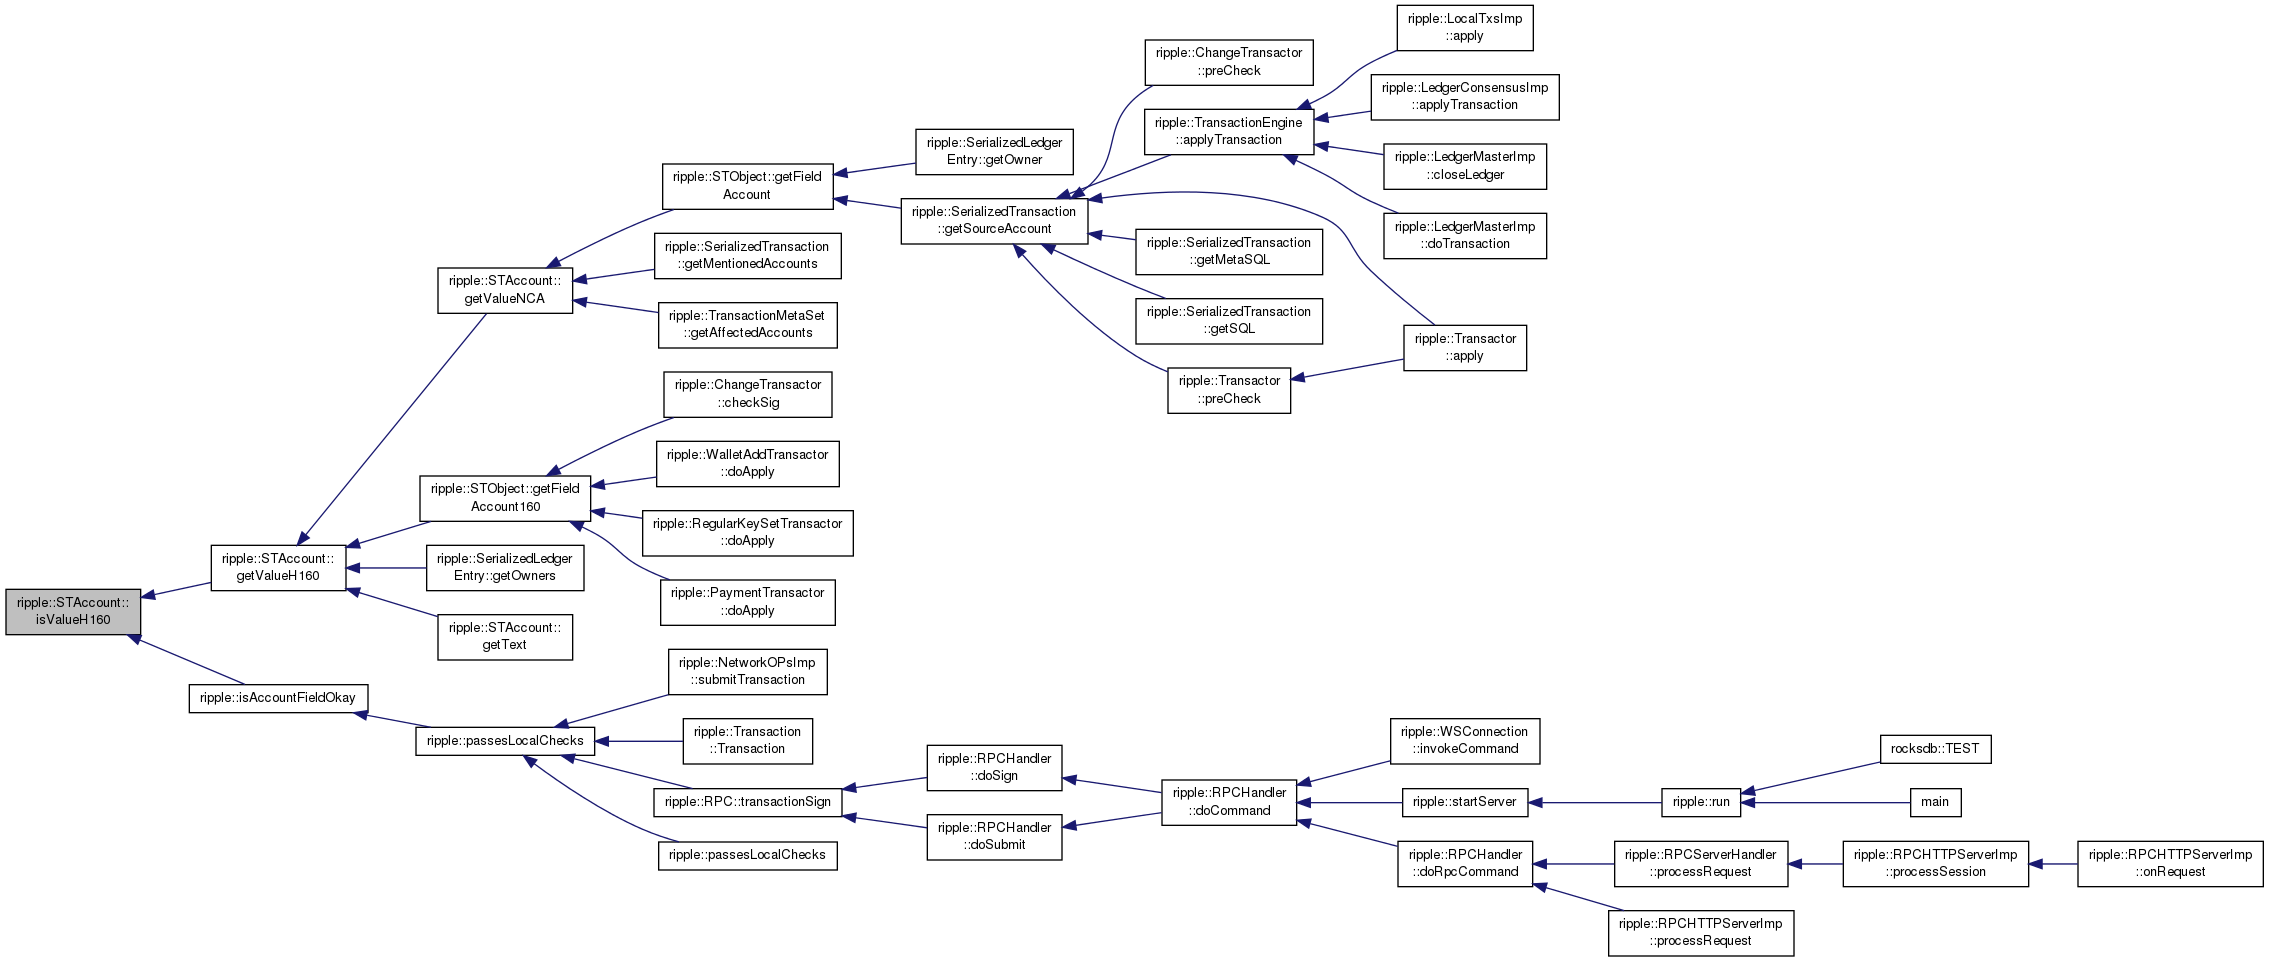 ripple::STAccount::
isValueH160
ripple::STAccount::
getValueH160
ripple::isAccountFieldOkay
ripple::STAccount::
getValueNCA
ripple::STObject::getField
Account160
ripple::SerializedLedger
Entry::getOwners
ripple::STAccount::
getText
ripple::passesLocalChecks
ripple::STObject::getField
Account
ripple::SerializedTransaction
::getMentionedAccounts
ripple::TransactionMetaSet
::getAffectedAccounts
ripple::ChangeTransactor
::checkSig
ripple::WalletAddTransactor
::doApply
ripple::RegularKeySetTransactor
::doApply
ripple::PaymentTransactor
::doApply
ripple::NetworkOPsImp
::submitTransaction
ripple::Transaction
::Transaction
ripple::RPC::transactionSign
ripple::passesLocalChecks
ripple::SerializedLedger
Entry::getOwner
ripple::SerializedTransaction
::getSourceAccount
ripple::RPCHandler
::doSign
ripple::RPCHandler
::doSubmit
ripple::ChangeTransactor
::preCheck
ripple::TransactionEngine
::applyTransaction
ripple::SerializedTransaction
::getMetaSQL
ripple::SerializedTransaction
::getSQL
ripple::Transactor
::preCheck
ripple::RPCHandler
::doCommand
ripple::LocalTxsImp
::apply
ripple::LedgerConsensusImp
::applyTransaction
ripple::LedgerMasterImp
::closeLedger
ripple::LedgerMasterImp
::doTransaction
ripple::Transactor
::apply
ripple::WSConnection
::invokeCommand
ripple::startServer
ripple::RPCHandler
::doRpcCommand
ripple::run
ripple::RPCServerHandler
::processRequest
ripple::RPCHTTPServerImp
::processRequest
rocksdb::TEST
main
ripple::RPCHTTPServerImp
::processSession
ripple::RPCHTTPServerImp
::onRequest